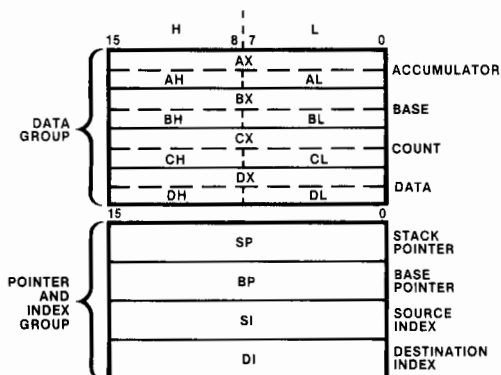 H L
15 8 7 0
AX
AH AL
ACCUMULATOR
BX
BH BL
BASE
CX
CH CL
COUNT
DX
DH DL
DATA
DATA
GROUP
15 0
SP
STACK
POINTER
BP
BASE
POINTER
SI
SOURCE
INDEX
DI
DESTINATION
INDEX
POINTER
AND
INDEX
GROUP